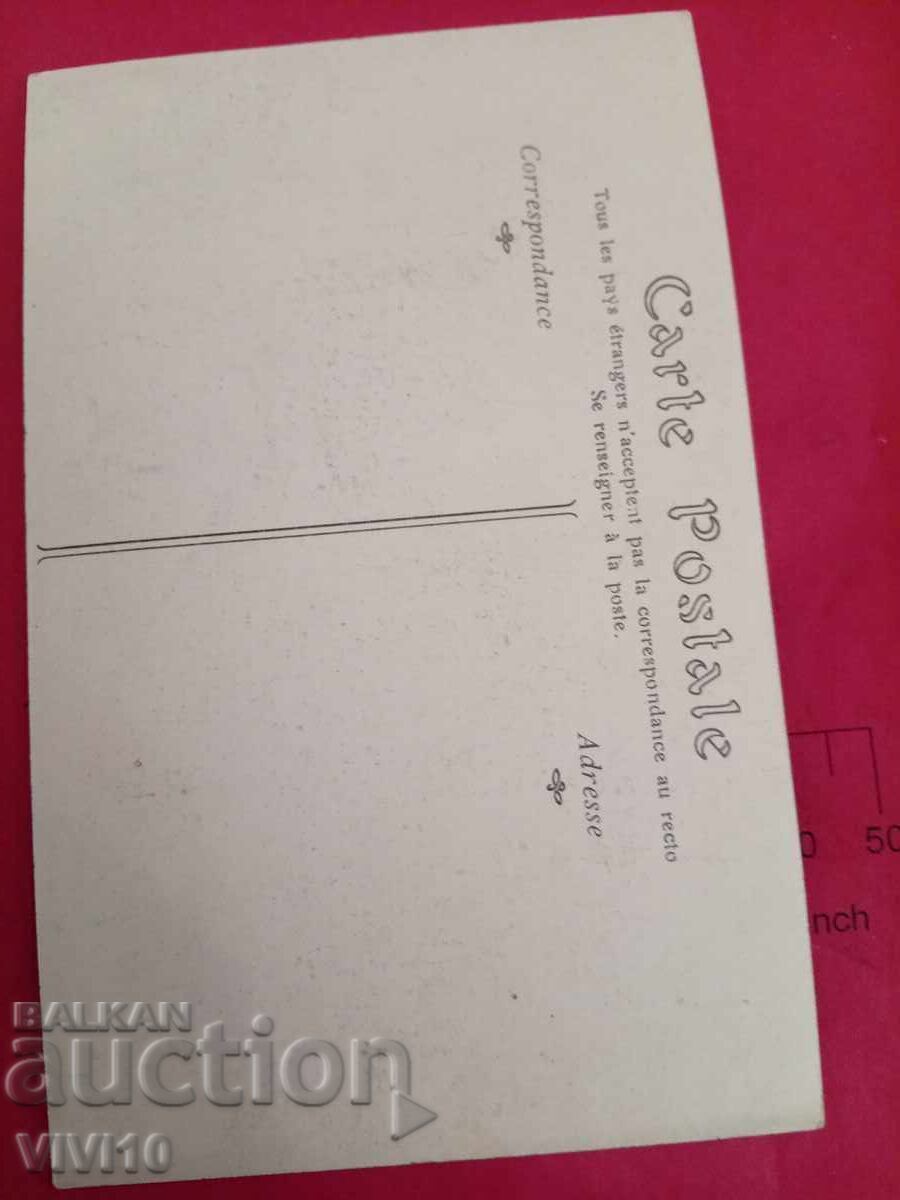 Carte Postale
Tous les pays étrangers n'acceptent pas la correspondance au recto
Se renseigner à la poste.
Correspondance
Adresse
50
nch
BALKAN
auction
VIVI10